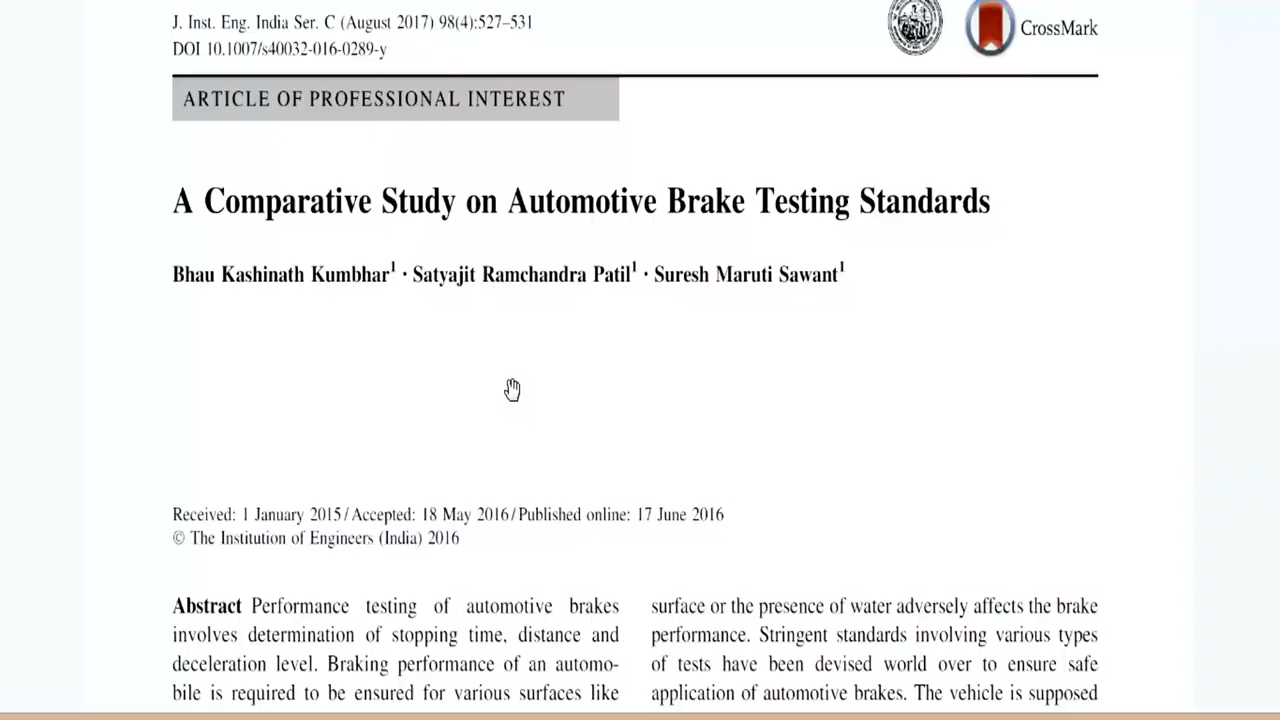 J. Inst. Eng. India Ser. C (August 2017) 98(4):527–531
DOI 10.1007/s40032-016-0289-y
CrossMark
ARTICLE OF PROFESSIONAL INTEREST
A Comparative Study on Automotive Brake Testing Standards
Bhau Kashinath Kumbhar¹ · Satyajit Ramchandra Patil¹ · Suresh Maruti Sawant¹
Received: 1 January 2015 / Accepted: 18 May 2016 / Published online: 17 June 2016
© The Institution of Engineers (India) 2016
Abstract Performance testing of automotive brakes
involves determination of stopping time, distance and
deceleration level. Braking performance of an automo-
bile is required to be ensured for various surfaces like
surface or the presence of water adversely affects the brake
performance. Stringent standards involving various types
of tests have been devised world over to ensure safe
application of automotive brakes. The vehicle is supposed